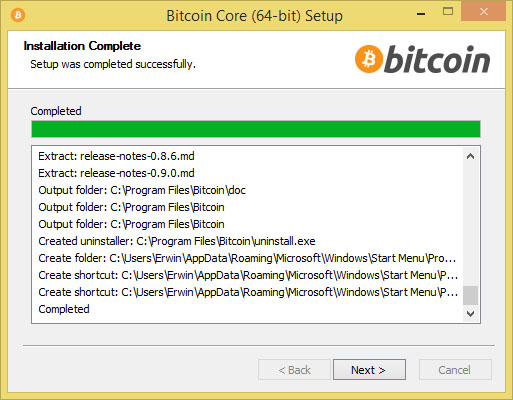 Bitcoin Core (64-bit) Setup
Installation Complete
Setup was completed successfully.
bitcoin
Completed
Extract: release-notes-0.8.6.md
Extract: release-notes-0.9.0.md
Output folder: C:\Program Files\Bitcoin\doc
Output folder: C:\Program Files\Bitcoin
Output folder: C:\Program Files\Bitcoin
Created uninstaller: C:\Program Files\Bitcoin\uninstall.exe
Create folder: C:\Users\Erwin\AppData\Roaming\Microsoft\Windows\Start Menu\Pro...
Create shortcut: C:\Users\Erwin\AppData\Roaming\Microsoft\Windows\Start Menu\P...
Create shortcut: C:\Users\Erwin\AppData\Roaming\Microsoft\Windows\Start Menu\P...
Completed
< Back
Next >
Cancel